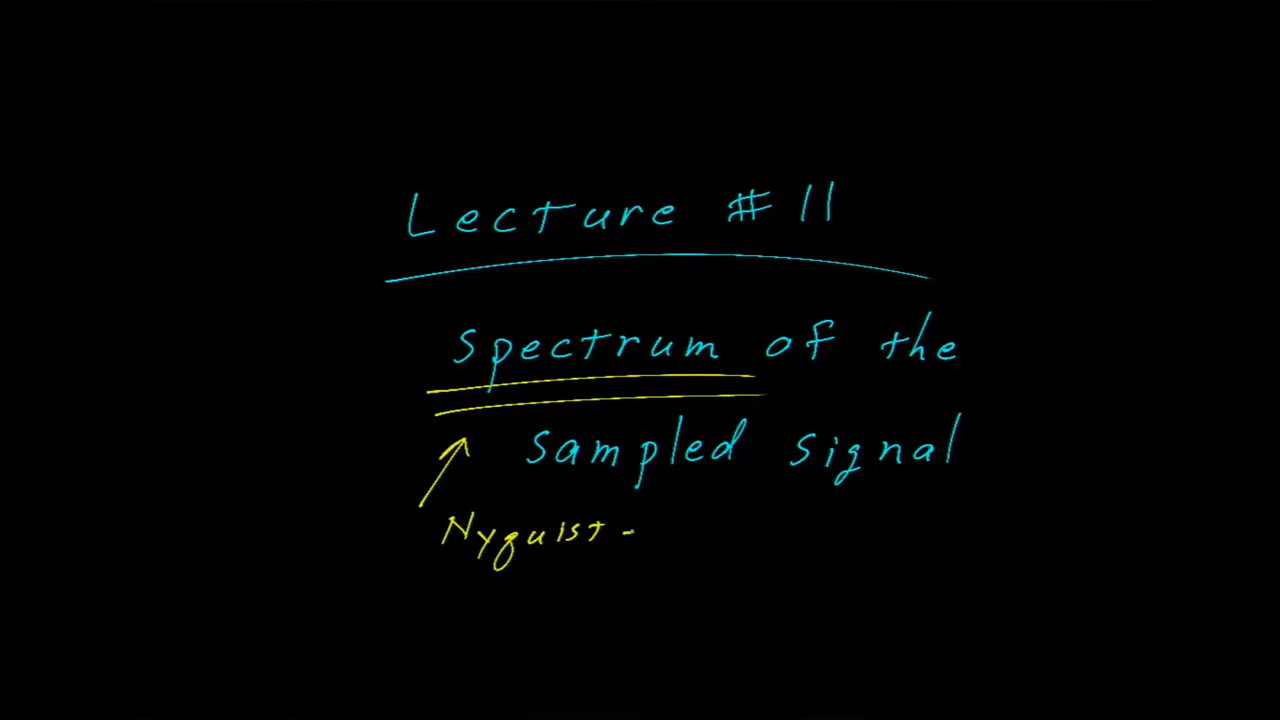 Lecture #11
Spectrum of the
sampled signal
Nyquist -